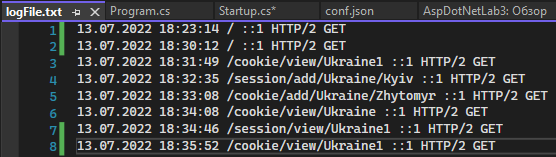 logFile.txt Program.cs Startup.cs* conf.json AspDotNetLab3: Обзор
1 13.07.2022 18:23:14 / ::1 HTTP/2 GET
2 13.07.2022 18:30:12 / ::1 HTTP/2 GET
3 13.07.2022 18:31:49 /cookie/view/Ukraine1 ::1 HTTP/2 GET
4 13.07.2022 18:32:35 /session/add/Ukraine/Kyiv ::1 HTTP/2 GET
5 13.07.2022 18:33:08 /cookie/add/Ukraine/Zhytomyr ::1 HTTP/2 GET
6 13.07.2022 18:34:08 /cookie/view/Ukraine ::1 HTTP/2 GET
7 13.07.2022 18:34:46 /session/view/Ukraine1 ::1 HTTP/2 GET
8 13.07.2022 18:35:52 /cookie/view/Ukraine1 ::1 HTTP/2 GET